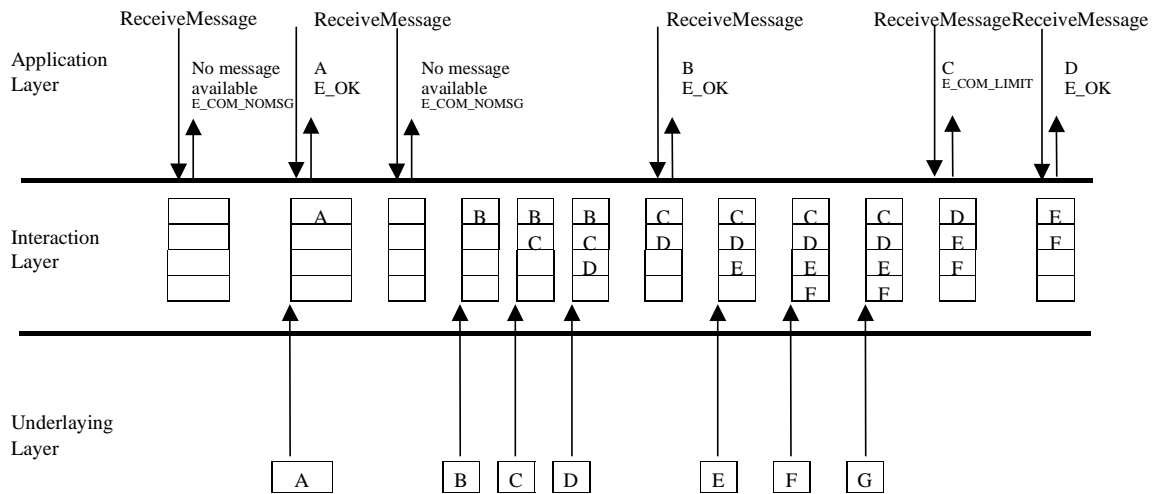 ReceiveMessage ReceiveMessage ReceiveMessage ReceiveMessage ReceiveMessageReceiveMessage
Application
Layer
No message
available
E_COM_NOMSG
A
E_OK
No message
available
E_COM_NOMSG
B
E_OK
C
E_COM_LIMIT
D
E_OK
Interaction
Layer
A B B B C C C C D E
C C D D D D E F
D E E E F
F F
Underlaying
Layer
A B C D E F G